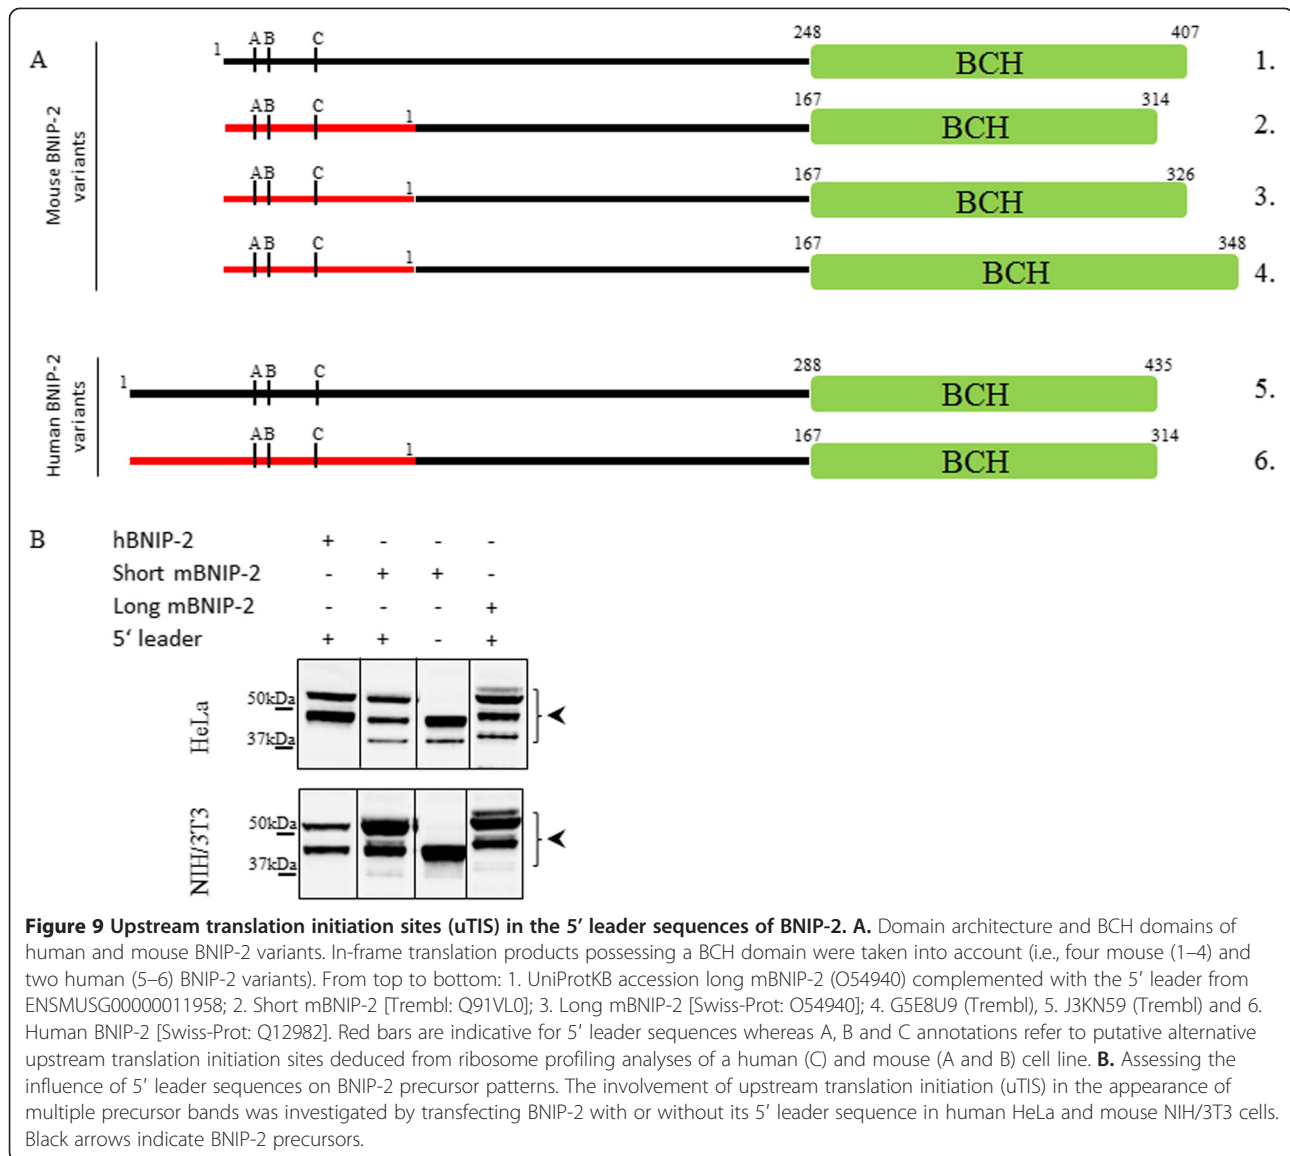 A
Mouse BNIP-2 variants
1 A B C 248 407
BCH 1.
A B C 1 167 314
BCH 2.
A B C 1 167 326
BCH 3.
A B C 1 167 348
BCH 4.
Human BNIP-2 variants
1 A B C 288 435
BCH 5.
A B C 1 167 314
BCH 6.
B
hBNIP-2 + - - -
Short mBNIP-2 - + + -
Long mBNIP-2 - - - +
5' leader + + - +
HeLa
50kDa
37kDa
NIH/3T3
50kDa
37kDa
Figure 9 Upstream translation initiation sites (uTIS) in the 5′ leader sequences of BNIP-2. A. Domain architecture and BCH domains of
human and mouse BNIP-2 variants. In-frame translation products possessing a BCH domain were taken into account (i.e., four mouse (1–4) and
two human (5–6) BNIP-2 variants). From top to bottom: 1. UniProtKB accession long mBNIP-2 (O54940) complemented with the 5′ leader from
ENSMUSG00000011958; 2. Short mBNIP-2 [Trembl: Q91VL0]; 3. Long mBNIP-2 [Swiss-Prot: O54940]; 4. G5E8U9 (Trembl), 5. J3KN59 (Trembl) and 6.
Human BNIP-2 [Swiss-Prot: Q12982]. Red bars are indicative for 5′ leader sequences whereas A, B and C annotations refer to putative alternative
upstream translation initiation sites deduced from ribosome profiling analyses of a human (C) and mouse (A and B) cell line. B. Assessing the
influence of 5′ leader sequences on BNIP-2 precursor patterns. The involvement of upstream translation initiation (uTIS) in the appearance of
multiple precursor bands was investigated by transfecting BNIP-2 with or without its 5′ leader sequence in human HeLa and mouse NIH/3T3 cells.
Black arrows indicate BNIP-2 precursors.